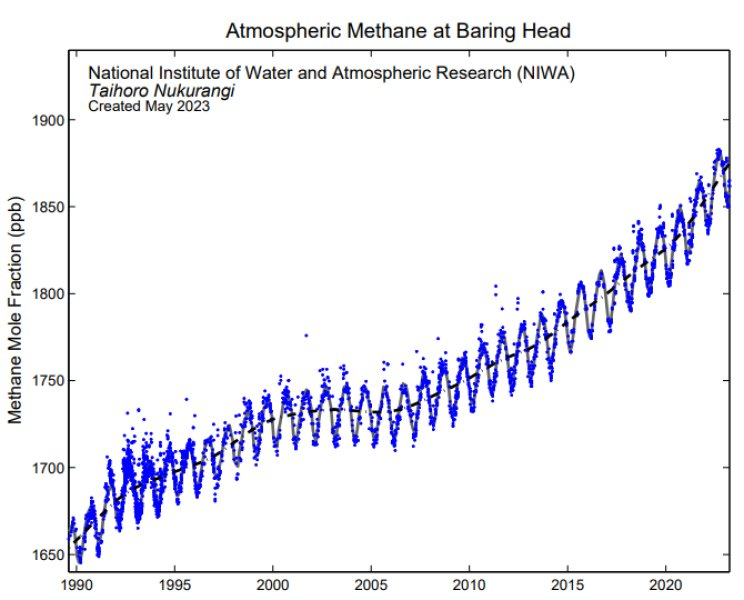 Atmospheric Methane at Baring Head
National Institute of Water and Atmospheric Research (NIWA)
Taihoro Nukurangi
Created May 2023
Methane Mole Fraction (ppb)
1900
1850
1800
1750
1700
1650
1990 1995 2000 2005 2010 2015 2020